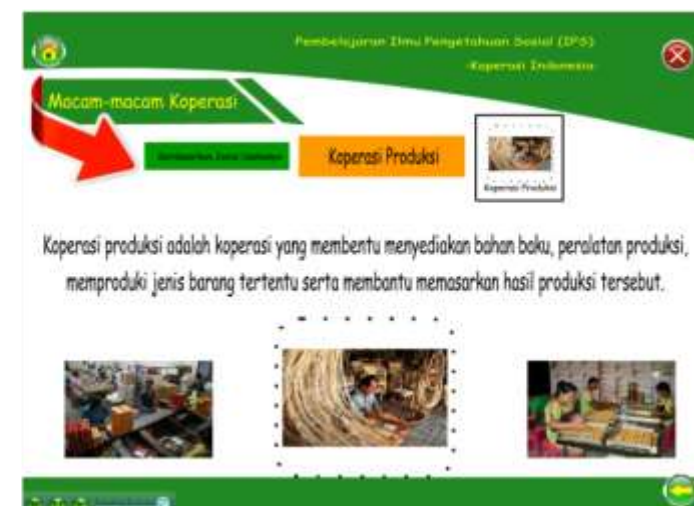 Pembelajaran Ilmu Pengetahuan Sosial (IPS)
-Koperasi Indonesia-
Macam-macam Koperasi
Koperasi Produksi
Koperasi Produksi
Koperasi produksi adalah koperasi yang membentu menyediakan bahan baku, peralatan produksi,
memproduki jenis barang tertentu serta membantu memasarkan hasil produksi tersebut.